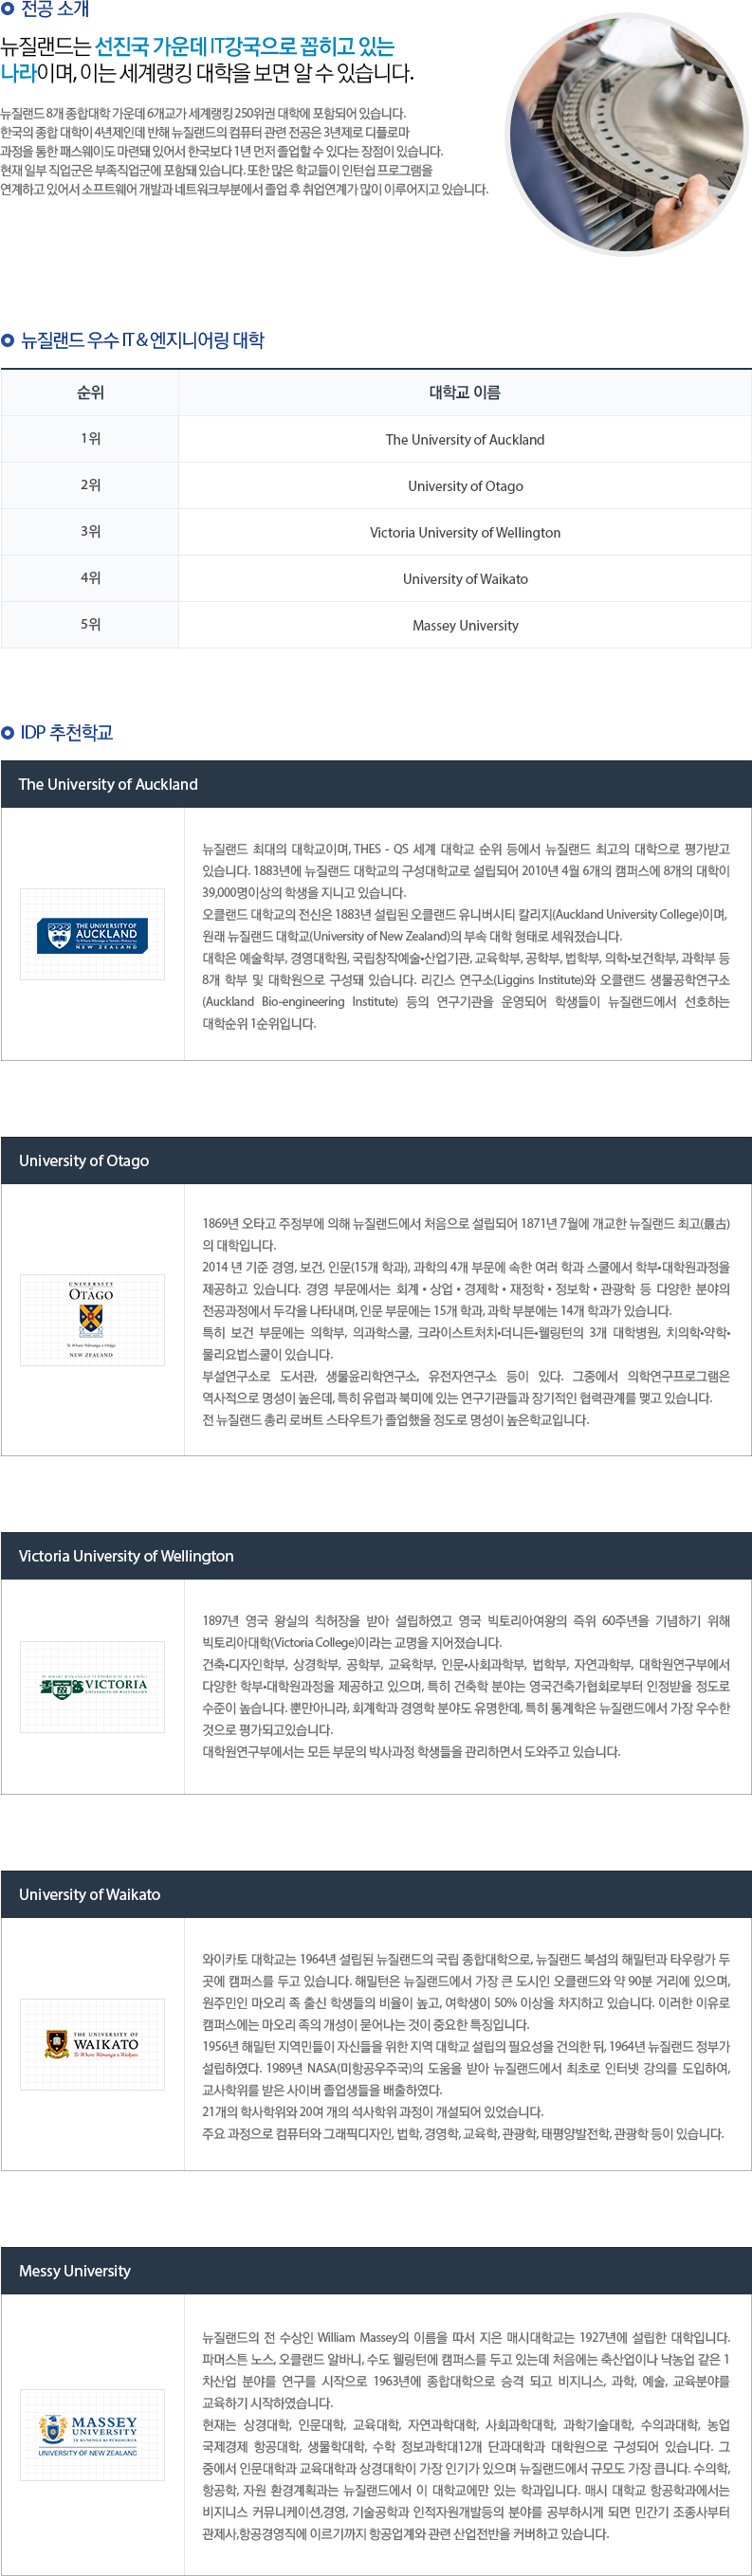 전공 소개
뉴질랜드는 선진국 가운데 IT강국으로 꼽히고 있는
나라이며, 이는 세계랭킹 대학을 보면 알 수 있습니다.
뉴질랜드 8개 종합대학 가운데 6개교가 세계랭킹 250위권 대학에 포함되어 있습니다.
한국의 종합 대학이 4년제인데 반해 뉴질랜드의 컴퓨터 관련 전공은 3년제로 디플로마
과정을 통한 패스웨이도 마련돼 있어서 한국보다 1년 먼저 졸업할 수 있다는 장점이 있습니다.
현재 일부 직업군은 부족직업군에 포함돼 있습니다. 또한 많은 학교들이 인턴쉽 프로그램을
연계하고 있어서 소프트웨어 개발과 네트워크부분에서 졸업 후 취업연계가 많이 이루어지고 있습니다.
뉴질랜드 우수 IT & 엔지니어링 대학
순위 대학교 이름
1위 The University of Auckland
2위 University of Otago
3위 Victoria University of Wellington
4위 University of Waikato
5위 Massey University
IDP 추천학교
The University of Auckland
THE UNIVERSITY OF
AUCKLAND
NEW ZEALAND
뉴질랜드 최대의 대학교이며, THES - QS 세계 대학교 순위 등에서 뉴질랜드 최고의 대학으로 평가받고
있습니다. 1883년에 뉴질랜드 대학교의 구성대학교로 설립되어 2010년 4월 6개의 캠퍼스에 8개의 대학이
39,000명이상의 학생을 지니고 있습니다.
오클랜드 대학교의 전신은 1883년 설립된 오클랜드 유니버시티 칼리지(Auckland University College)이며,
원래 뉴질랜드 대학교(University of New Zealand)의 부속 대학 형태로 세워졌습니다.
대학은 예술학부, 경영대학원, 국립창작예술•산업기관, 교육학부, 공학부, 법학부, 의학•보건학부, 과학부 등
8개 학부 및 대학원으로 구성돼 있습니다. 리긴스 연구소(Liggins Institute)와 오클랜드 생물공학연구소
(Auckland Bio-engineering Institute) 등의 연구기관을 운영되어 학생들이 뉴질랜드에서 선호하는
대학순위 1순위입니다.
University of Otago
UNIVERSITY
of
OTAGO
Te Whare Wānanga o Otāgo
NEW ZEALAND
1869년 오타고 주정부에 의해 뉴질랜드에서 처음으로 설립되어 1871년 7월에 개교한 뉴질랜드 최고(最古)
의 대학입니다.
2014 년 기준 경영, 보건, 인문(15개 학과), 과학의 4개 부문에 속한 여러 학과 스쿨에서 학부•대학원과정을
제공하고 있습니다. 경영 부문에서는 회계 • 상업 • 경제학 • 재정학 • 정보학 • 관광학 등 다양한 분야의
전공과정에서 두각을 나타내며, 인문 부문에는 15개 학과, 과학 부분에는 14개 학과가 있습니다.
특히 보건 부문에는 의학부, 의과학스쿨, 크라이스트처치•더니든•웰링턴의 3개 대학병원, 치의학•약학•
물리요법스쿨이 있습니다.
부설연구소로 도서관, 생물윤리학연구소, 유전자연구소 등이 있다. 그중에서 의학연구프로그램은
역사적으로 명성이 높은데, 특히 유럽과 북미에 있는 연구기관들과 장기적인 협력관계를 맺고 있습니다.
전 뉴질랜드 총리 로버트 스타우트가 졸업했을 정도로 명성이 높은학교입니다.
Victoria University of Wellington
VICTORIA
UNIVERSITY OF WELLINGTON
1897년 영국 왕실의 칙허장을 받아 설립하였고 영국 빅토리아여왕의 즉위 60주년을 기념하기 위해
빅토리아대학(Victoria College)이라는 교명을 지어졌습니다.
건축•디자인학부, 상경학부, 공학부, 교육학부, 인문•사회과학부, 법학부, 자연과학부, 대학원연구부에서
다양한 학부•대학원과정을 제공하고 있으며, 특히 건축학 분야는 영국건축가협회로부터 인정받을 정도로
수준이 높습니다. 뿐만아니라, 회계학과 경영학 분야도 유명한데, 특히 통계학은 뉴질랜드에서 가장 우수한
것으로 평가되고있습니다.
대학원연구부에서는 모든 부문의 박사과정 학생들을 관리하면서 도와주고 있습니다.
University of Waikato
THE UNIVERSITY OF
WAIKATO
Te Whare Wānanga o Waikato
와이카토 대학교는 1964년 설립된 뉴질랜드의 국립 종합대학으로, 뉴질랜드 북섬의 해밀턴과 타우랑가 두
곳에 캠퍼스를 두고 있습니다. 해밀턴은 뉴질랜드에서 가장 큰 도시인 오클랜드와 약 90분 거리에 있으며,
원주민인 마오리 족 출신 학생들의 비율이 높고, 여학생이 50% 이상을 차지하고 있습니다. 이러한 이유로
캠퍼스에는 마오리 족의 개성이 묻어나는 것이 중요한 특징입니다.
1956년 해밀턴 지역민들이 자신들을 위한 지역 대학교 설립의 필요성을 건의한 뒤, 1964년 뉴질랜드 정부가
설립하였다. 1989년 NASA(미항공우주국)의 도움을 받아 뉴질랜드에서 최초로 인터넷 강의를 도입하여,
교사학위를 받은 사이버 졸업생들을 배출하였다.
21개의 학사학위와 20여 개의 석사학위 과정이 개설되어 있었습니다.
주요 과정으로 컴퓨터와 그래픽디자인, 법학, 경영학, 교육학, 관광학, 태평양발전학, 관광학 등이 있습니다.
Messy University
MASSEY
UNIVERSITY
TE KUNENGA KI PŪREHUROA
UNIVERSITY OF NEW ZEALAND
뉴질랜드의 전 수상인 William Massey의 이름을 따서 지은 매시대학교는 1927년에 설립한 대학입니다.
파머스튼 노스, 오클랜드 알바니, 수도 웰링턴에 캠퍼스를 두고 있는데 처음에는 축산업이나 낙농업 같은 1
차산업 분야를 연구를 시작으로 1963년에 종합대학으로 승격 되고 비지니스, 과학, 예술, 교육분야를
교육하기 시작하였습니다.
현재는 상경대학, 인문대학, 교육대학, 자연과학대학, 사회과학대학, 과학기술대학, 수의과대학, 농업
국제경제 항공대학, 생물학대학, 수학 정보과학대12개 단과대학과 대학원으로 구성되어 있습니다. 그
중에서 인문대학과 교육대학과 상경대학이 가장 인기가 있으며 뉴질랜드에서 규모도 가장 큽니다. 수의학,
항공학, 자원 환경계획과는 뉴질랜드에서 이 대학교에만 있는 학과입니다. 매시 대학교 항공학과에서는
비지니스 커뮤니케이션,경영, 기술공학과 인적자원개발등의 분야를 공부하시게 되면 민간기 조종사부터
관제사,항공경영직에 이르기까지 항공업계와 관련 산업전반을 커버하고 있습니다.